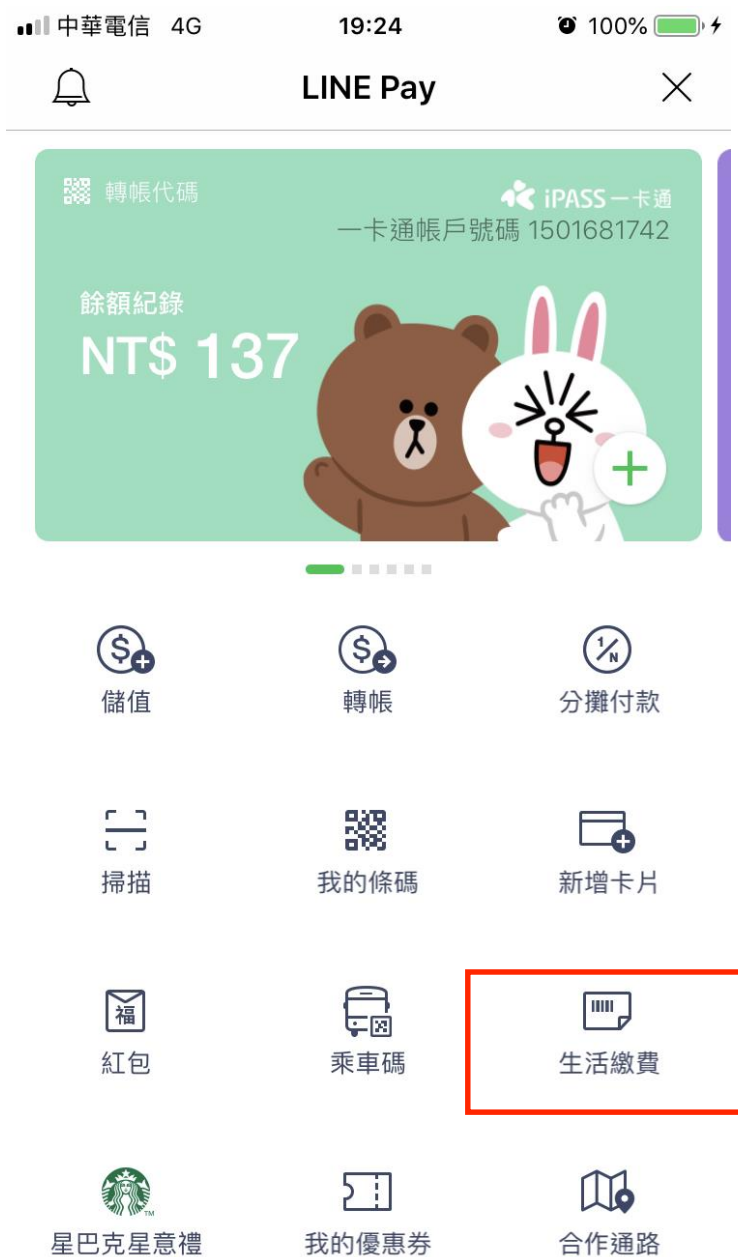 中華電信 4G 19:24 100%
LINE Pay
轉帳代碼
iPASS 一卡通
一卡通帳戶號碼 1501681742
餘額紀錄
NT$ 137
儲值 轉帳 分攤付款
掃描 我的條碼 新增卡片
福
紅包 乘車碼 生活繳費
星巴克星意禮 我的優惠券 合作通路